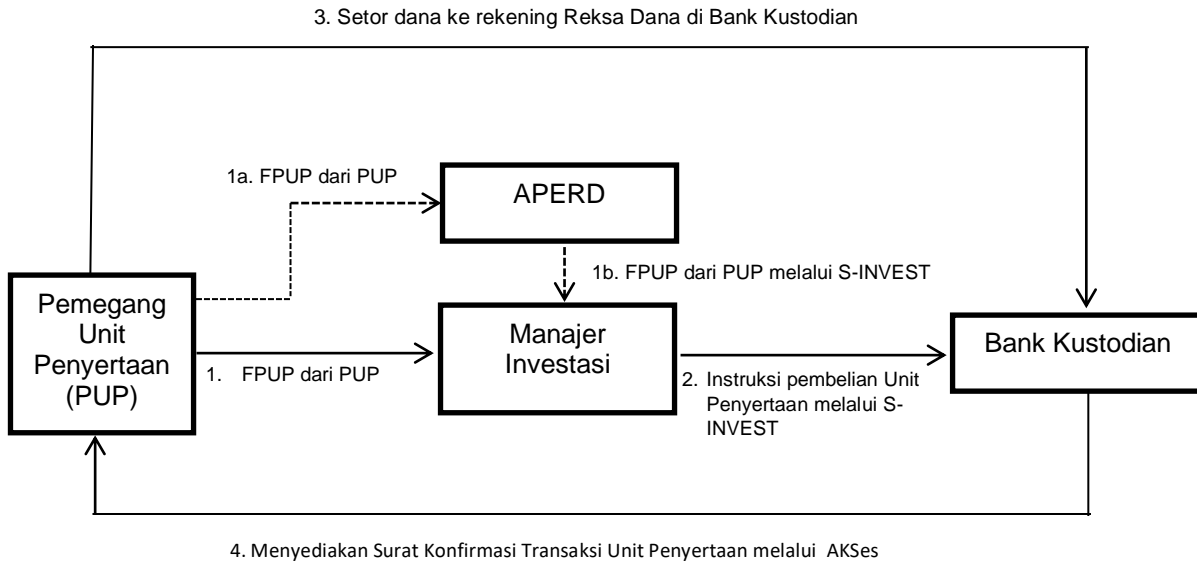 3. Setor dana ke rekening Reksa Dana di Bank Kustodian
1a. FPUP dari PUP
APERD
1b. FPUP dari PUP melalui S-INVEST
Pemegang
Unit
Penyertaan
(PUP)
Manajer
Investasi
Bank Kustodian
1. FPUP dari PUP
2. Instruksi pembelian Unit
Penyertaan melalui S-
INVEST
4. Menyediakan Surat Konfirmasi Transaksi Unit Penyertaan melalui AKSes